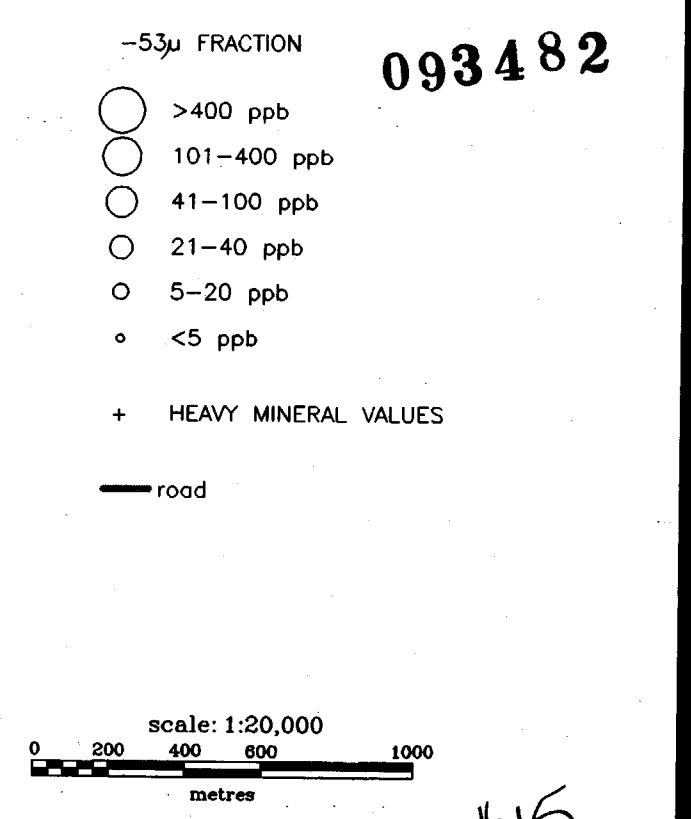 -53µ FRACTION
093482
>400 ppb
101-400 ppb
41-100 ppb
21-40 ppb
5-20 ppb
<5 ppb
+ HEAVY MINERAL VALUES
road
scale: 1:20,000
0 200 400 600 1000
metres